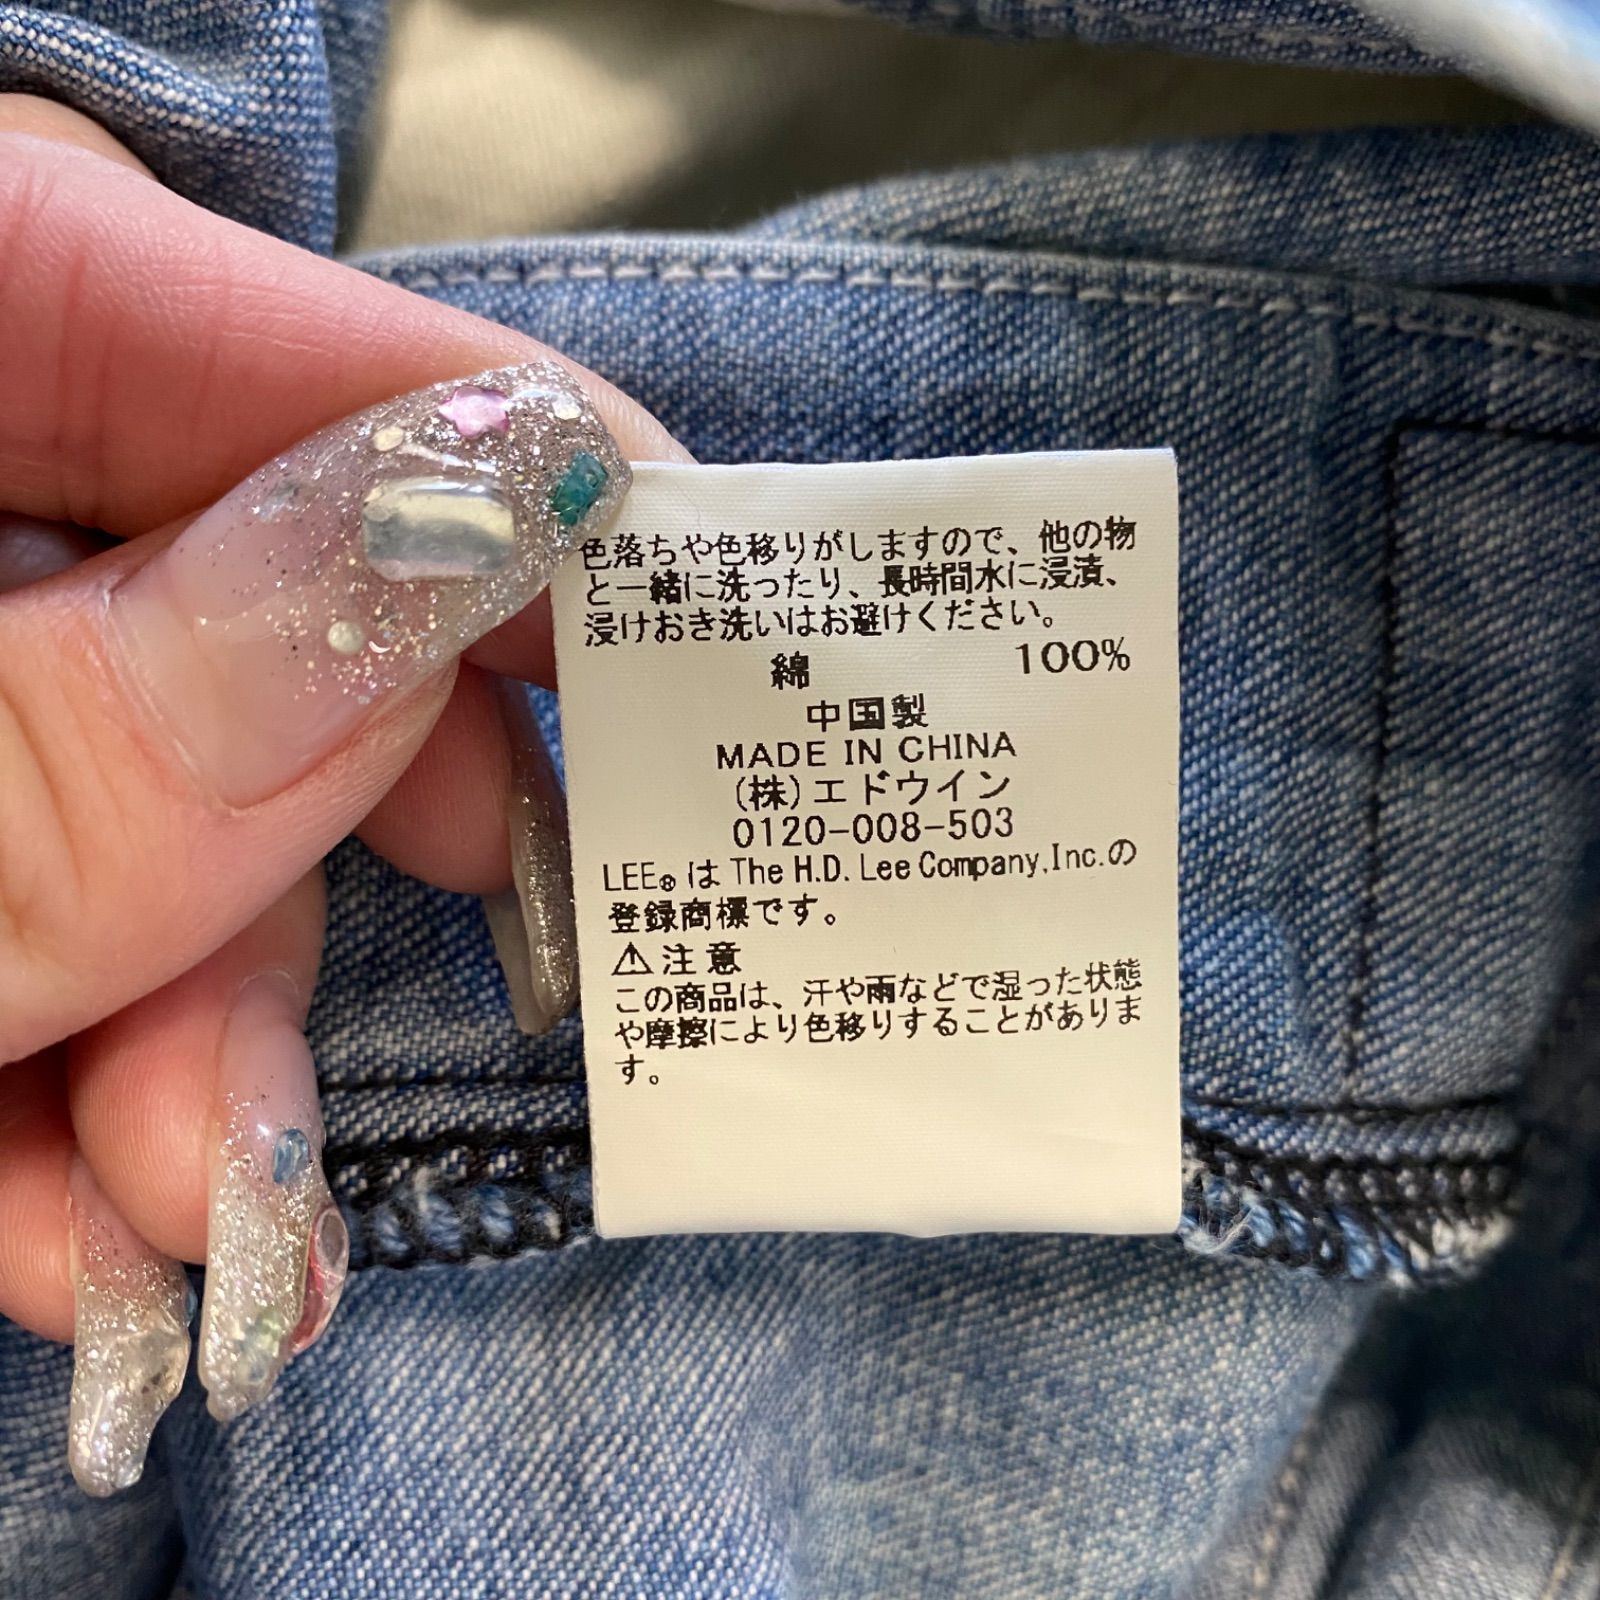 色落ちや色移りがしますので、他の物
と一緒に洗ったり、長時間水に浸漬、
浸けおき洗いはお避けください。
綿 100%
中国製
MADE IN CHINA
(株)エドウイン
0120-008-503
LEE® は The H.D. Lee Company,Inc.の
登録商標です。
⚠注意
この商品は、汗や雨などで湿った状態
や摩擦により色移りすることがありま
す。